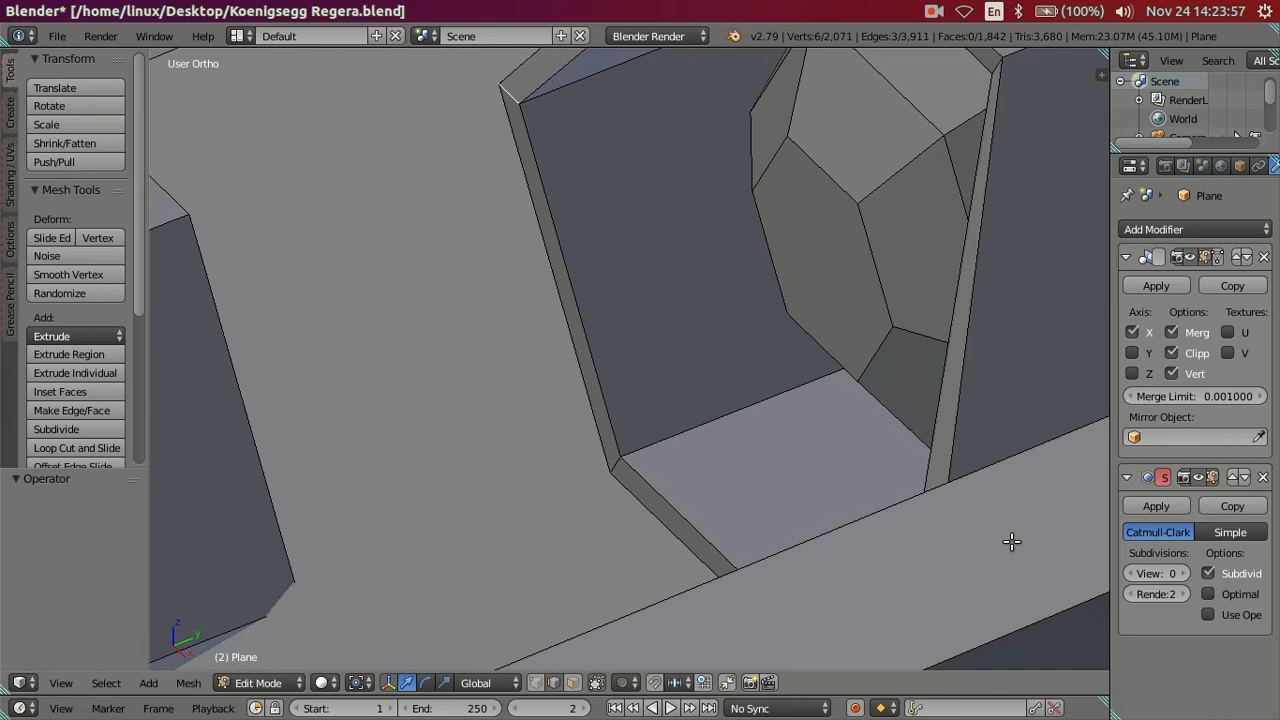 Blender* [/home/linux/Desktop/Koenigsegg Regera.blend]
En (100%) Nov 24 14:23:57
File Render Window Help Default Scene Blender Render v2.79 | Verts:6/2,071 | Edges:3/3,911 | Faces:0/1,842 | Tris:3,680 | Mem:23.07M (45.10M) | Plane
Tools
Create
Shading / UVs
Options
Grease Pencil
Transform
Translate
Rotate
Scale
Shrink/Fatten
Push/Pull
Mesh Tools
Deform:
Slide Ed Vertex
Noise
Smooth Vertex
Randomize
Add:
Extrude
Extrude Region
Extrude Individual
Inset Faces
Make Edge/Face
Subdivide
Loop Cut and Slide
Offset Edge Slide
Operator
User Ortho
z
y
x
(2) Plane
View Search All Sc
Scene
RenderL
World
Plane
Add Modifier
Apply Copy
Axis: Options: Textures:
X Merg U
Y Clipp V
Z Vert
Merge Limit: 0.001000
Mirror Object:
S
Apply Copy
Catmull-Clark Simple
Subdivisions: Options:
View: 0 Subdivid
Rende:2 Optimal
Use Ope
View Select Add Mesh Edit Mode Global
View Marker Frame Playback Start: 1 End: 250 2 No Sync